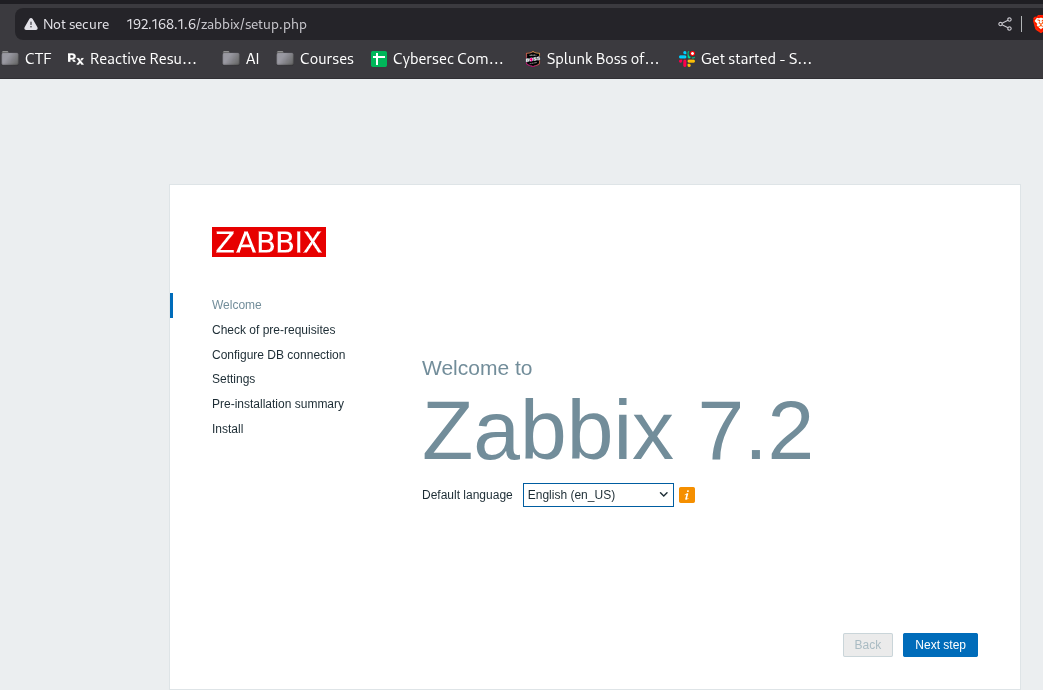 Not secure 192.168.1.6/zabbix/setup.php
CTF Rx Reactive Resu... AI Courses Cybersec Com... Splunk Boss of... Get started - S...
ZABBIX
Welcome
Check of pre-requisites
Configure DB connection
Settings
Pre-installation summary
Install
Welcome to
Zabbix 7.2
Default language English (en_US) i
Back Next step